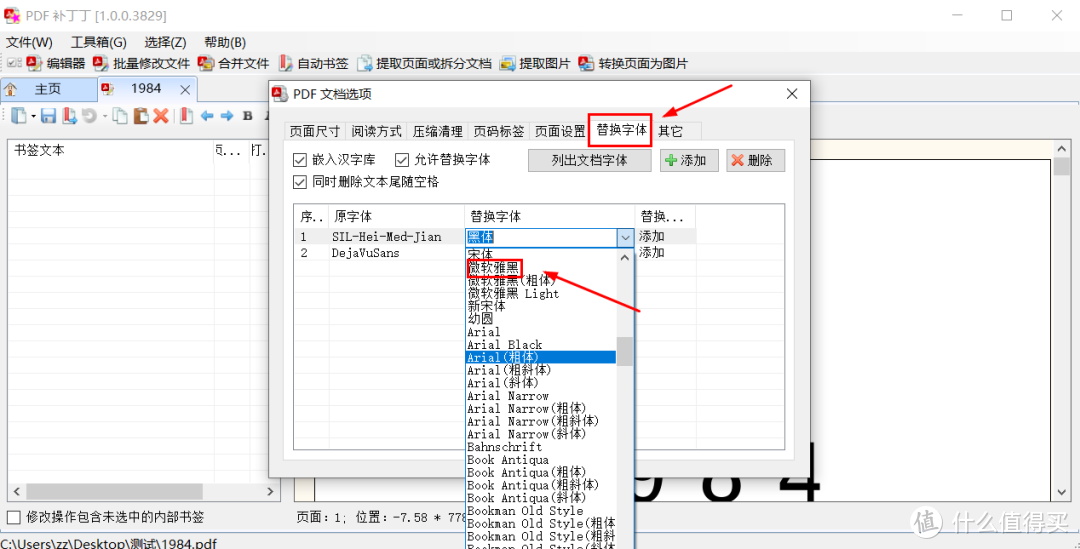 PDF 补丁丁 [1.0.0.3829]
文件(W) 工具箱(G) 选择(Z) 帮助(B)
编辑器 批量修改文件 合并文件 自动书签 提取页面或拆分文档 提取图片 转换页面为图片
主页 1984
B
PDF 文档选项
页面尺寸 阅读方式 压缩清理 页码标签 页面设置 替换字体 其它
书签文本 页... 打.
嵌入汉字库 允许替换字体 列出文档字体 添加 删除
同时删除文本尾随空格
序.. 原字体 替换字体 替换...
1 SIL-Hei-Med-Jian 黑体 添加
2 DejaVuSans 添加
宋体
微软雅黑
微软雅黑(粗体)
微软雅黑 Light
新宋体
幼圆
Arial
Arial Black
Arial(粗体)
Arial(粗斜体)
Arial(斜体)
Arial Narrow
Arial Narrow(粗体)
Arial Narrow(粗斜体)
Arial Narrow(斜体)
Bahnschrift
Book Antiqua
Book Antiqua(粗体)
Book Antiqua(粗斜体)
Book Antiqua(斜体)
Bookman Old Style
Bookman Old Style(粗体
Bookman Old Style(粗斜
Bookman Old Style(斜体
9 8 4
修改操作包含未选中的内部书签 页面：1; 位置：-7.58 * 778
值 什么值得买
C:\Users\zz\Desktop\测试\1984.pdf